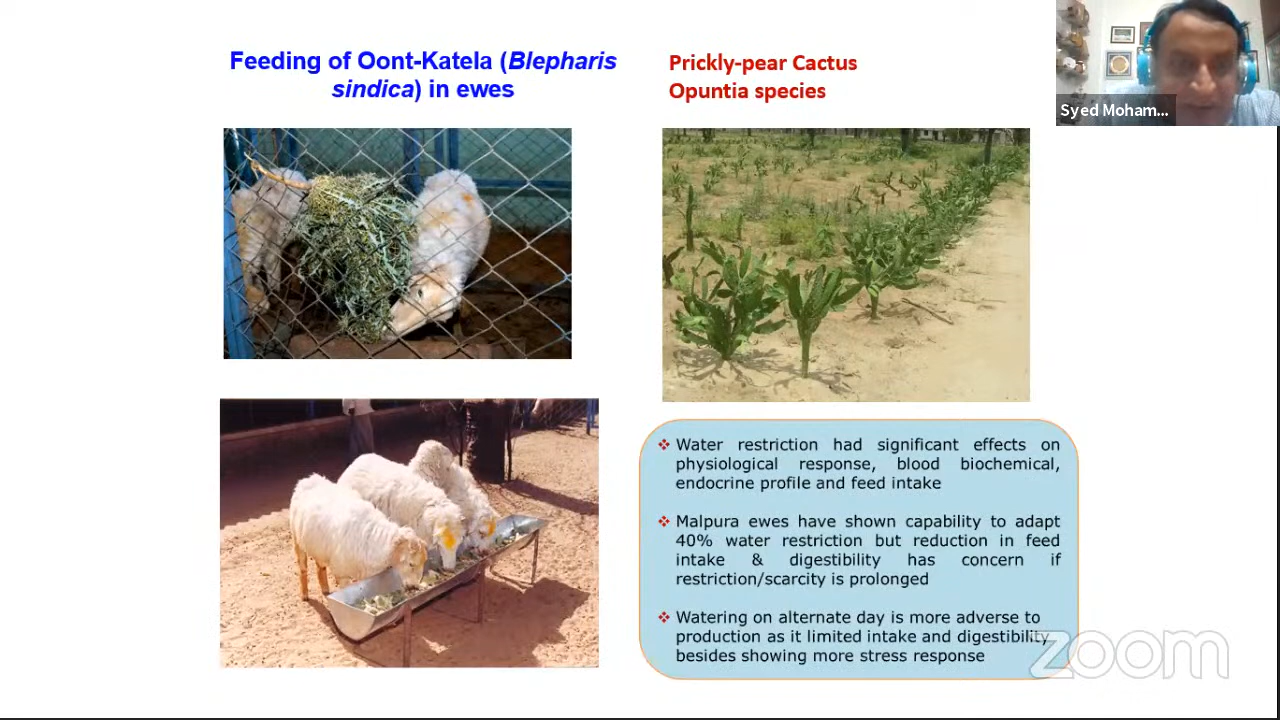 Feeding of Oont-Katela (Blepharis
sindica) in ewes
Prickly-pear Cactus
Opuntia species
Syed Moham...
Water restriction had significant effects on
physiological response, blood biochemical,
endocrine profile and feed intake
Malpura ewes have shown capability to adapt
40% water restriction but reduction in feed
intake & digestibility has concern if
restriction/scarcity is prolonged
Watering on alternate day is more adverse to
production as it limited intake and digestibility
besides showing more stress response
zoom